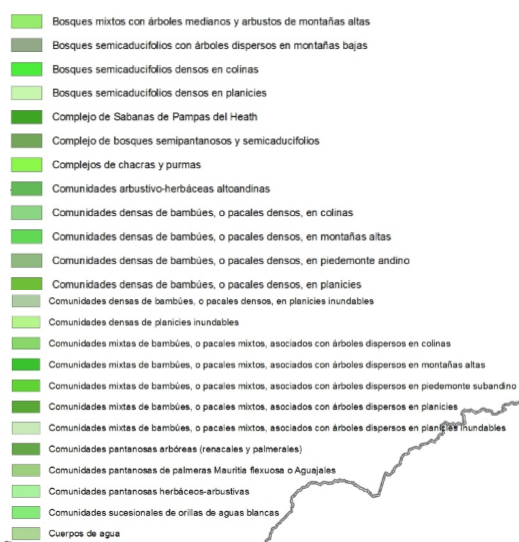 Bosques mixtos con árboles medianos y arbustos de montañas altas
Bosques semicaducifolios con árboles dispersos en montañas bajas
Bosques semicaducifolios densos en colinas
Bosques semicaducifolios densos en planicies
Complejo de Sabanas de Pampas del Heath
Complejo de bosques semipantanosos y semicaducifolios
Complejos de chacras y purmas
Comunidades arbustivo-herbáceas altoandinas
Comunidades densas de bambúes, o pacales densos, en colinas
Comunidades densas de bambúes, o pacales densos, en montañas altas
Comunidades densas de bambúes, o pacales densos, en piedemonte andino
Comunidades densas de bambúes, o pacales densos, en planicies
Comunidades densas de bambúes, o pacales densos, en planicies inundables
Comunidades densas de planicies inundables
Comunidades mixtas de bambúes, o pacales mixtos, asociados con árboles dispersos en colinas
Comunidades mixtas de bambúes, o pacales mixtos, asociados con árboles dispersos en montañas altas
Comunidades mixtas de bambúes, o pacales mixtos, asociados con árboles dispersos en piedemonte subandino
Comunidades mixtas de bambúes, o pacales mixtos, asociados con árboles dispersos en planicies
Comunidades mixtas de bambúes, o pacales mixtos, asociados con árboles dispersos en planicies inundables
Comunidades pantanosas arbóreas (renacales y palmerales)
Comunidades pantanosas de palmeras Mauritia flexuosa o Aguajales
Comunidades pantanosas herbáceos-arbustivas
Comunidades sucesionales de orillas de aguas blancas
Cuerpos de agua